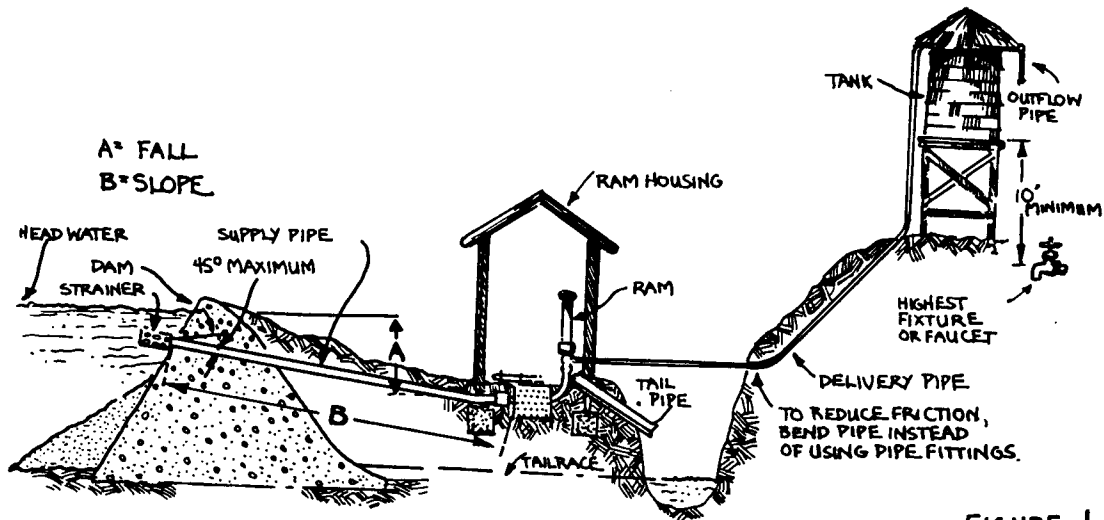 A = FALL
B = SLOPE
HEAD WATER
DAM
STRAINER
SUPPLY PIPE
45° MAXIMUM
RAM HOUSING
RAM
A
B
TAILRACE
TAIL
PIPE
TANK
OUTFLOW
PIPE
10'
MINIMUM
HIGHEST
FIXTURE
OR FAUCET
DELIVERY PIPE
TO REDUCE FRICTION,
BEND PIPE INSTEAD
OF USING PIPE FITTINGS.
FIGURE 1